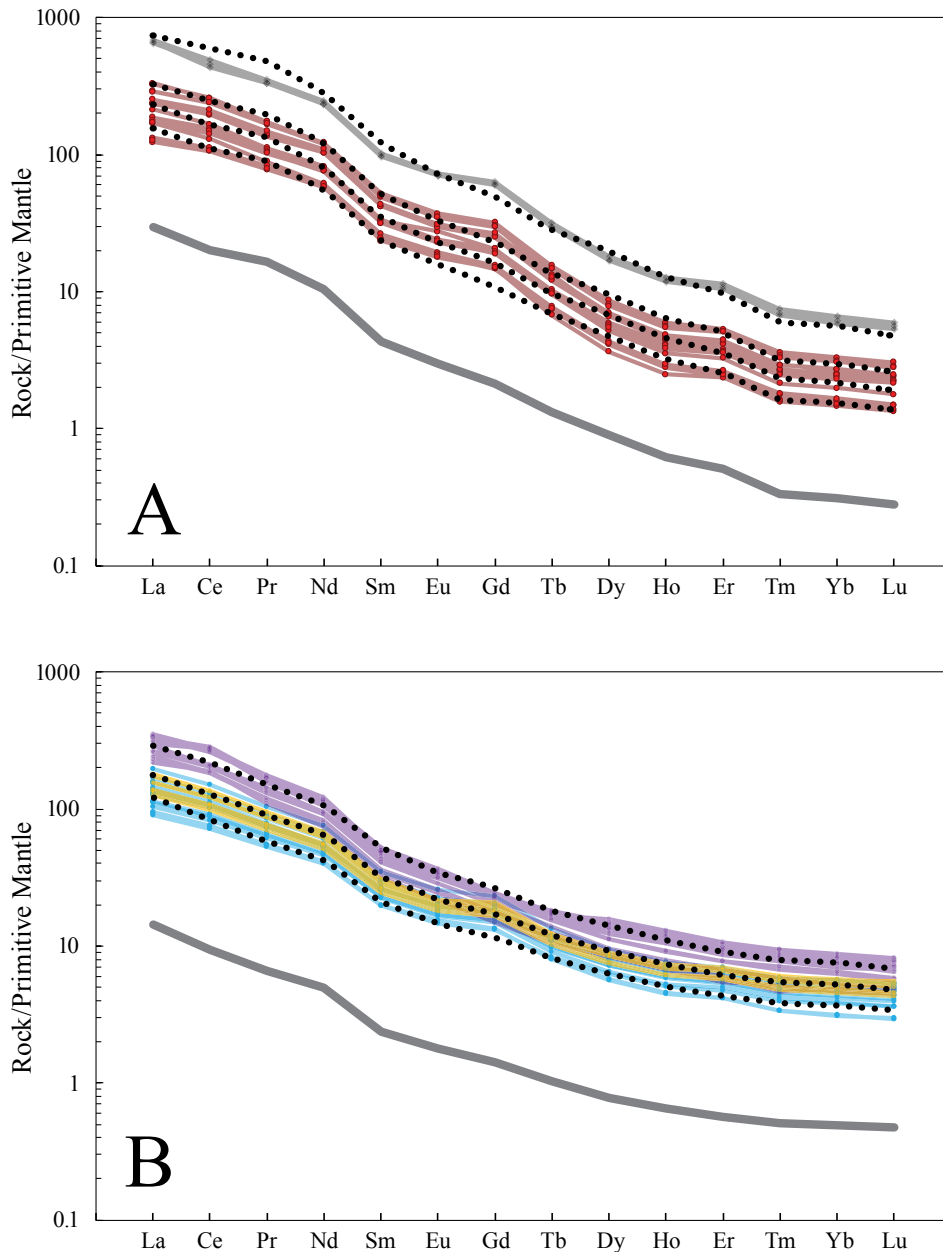 1000
100
10
1
0.1
Rock/Primitive Mantle
A
La Ce Pr Nd Sm Eu Gd Tb Dy Ho Er Tm Yb Lu
1000
100
10
1
0.1
Rock/Primitive Mantle
B
La Ce Pr Nd Sm Eu Gd Tb Dy Ho Er Tm Yb Lu